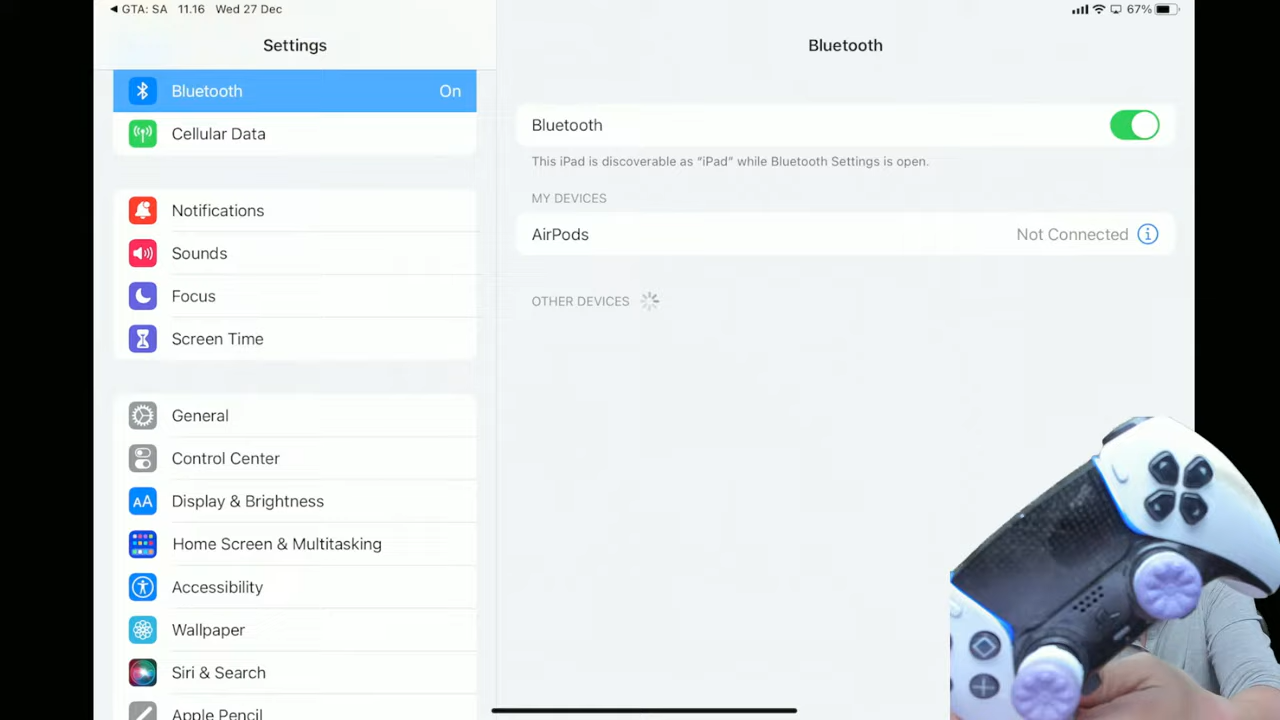 GTA: SA 11.16 Wed 27 Dec
67%
Settings
Bluetooth
Bluetooth On
Cellular Data
Notifications
Sounds
Focus
Screen Time
General
Control Center
Display & Brightness
Home Screen & Multitasking
Accessibility
Wallpaper
Siri & Search
Apple Pencil
Bluetooth
This iPad is discoverable as “iPad” while Bluetooth Settings is open.
MY DEVICES
AirPods Not Connected
OTHER DEVICES